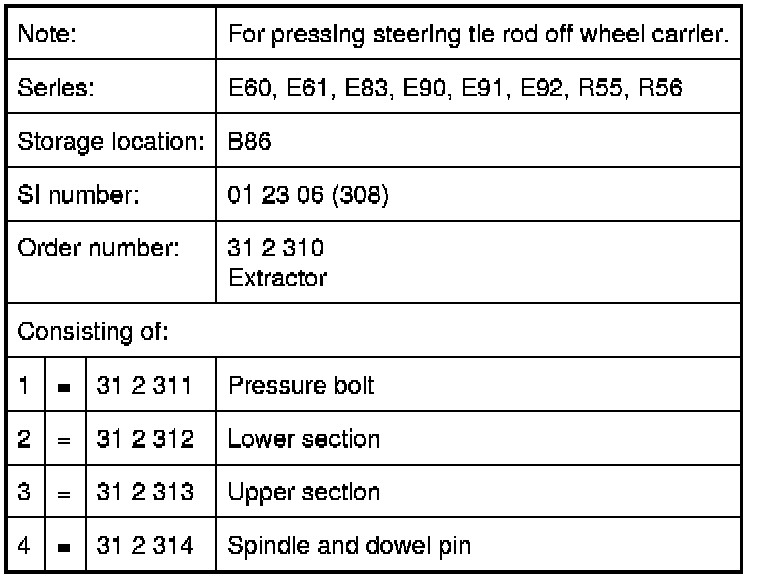 Note: For pressing steering tie rod off wheel carrier.
Series: E60, E61, E83, E90, E91, E92, R55, R56
Storage location: B86
SI number: 01 23 06 (308)
Order number: 31 2 310
Extractor
Consisting of:
1 = 31 2 311 Pressure bolt
2 = 31 2 312 Lower section
3 = 31 2 313 Upper section
4 = 31 2 314 Spindle and dowel pin